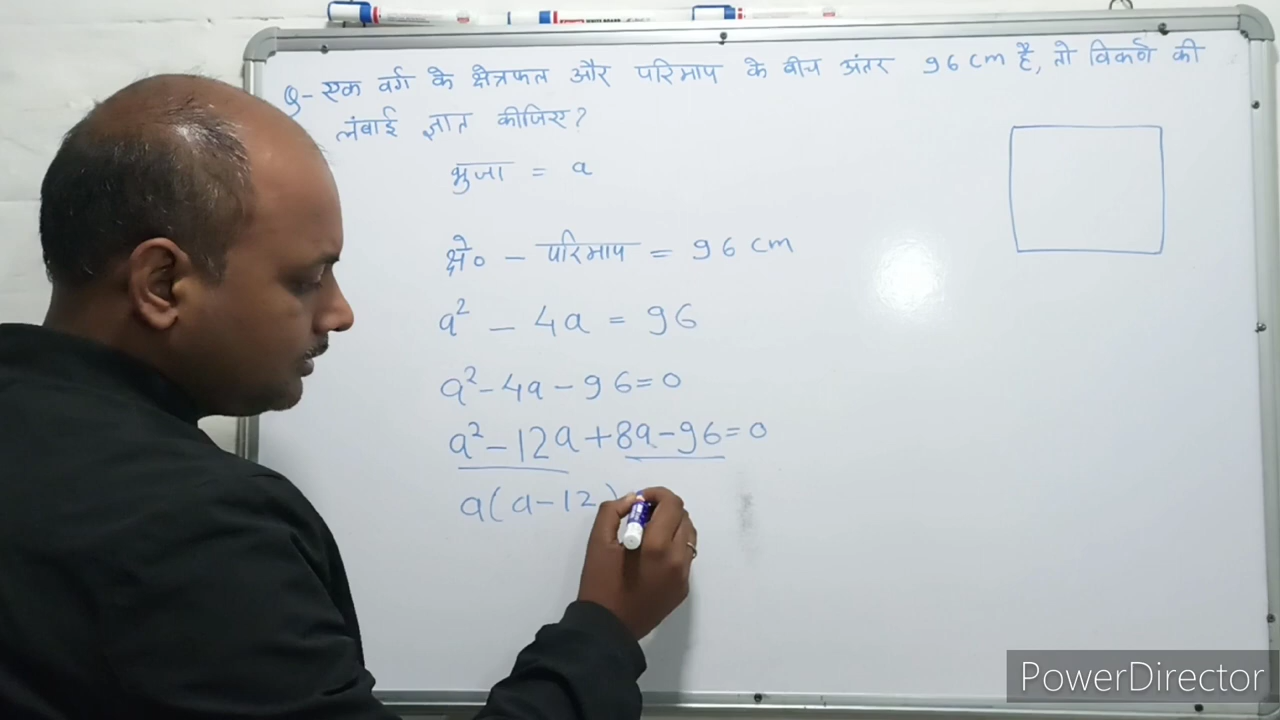 Q- एक वर्ग के क्षेत्रफल और परिमाप के बीच अंतर 96 cm है, तो विकर्ण की
लंबाई ज्ञात कीजिए?
भुजा = a
क्षे० - परिमाप = 96 cm
a² - 4a = 96
a² - 4a - 96 = 0
a² - 12a + 8a - 96 = 0
a(a - 12)
PowerDirector